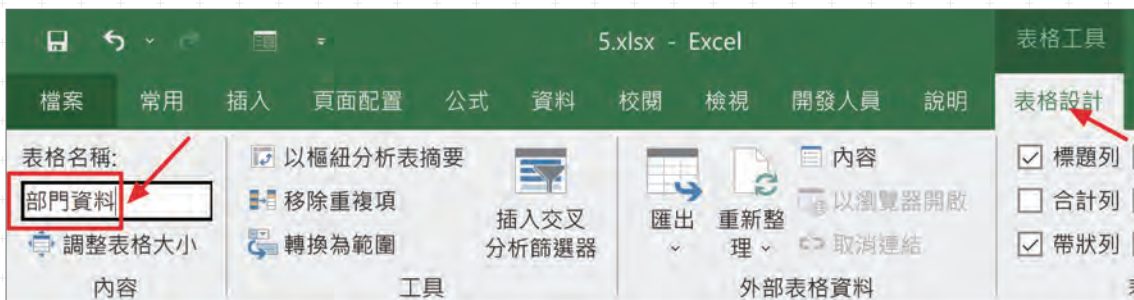 5.xlsx - Excel
表格工具
檔案 常用 插入 頁面配置 公式 資料 校閱 檢視 開發人員 說明 表格設計
表格名稱:
部門資料
調整表格大小
內容
以樞紐分析表摘要
移除重複項
轉換為範圍
插入交叉
分析篩選器
工具
匯出
重新整
理
內容
以瀏覽器開啟
取消連結
外部表格資料
標題列
合計列
帶狀列